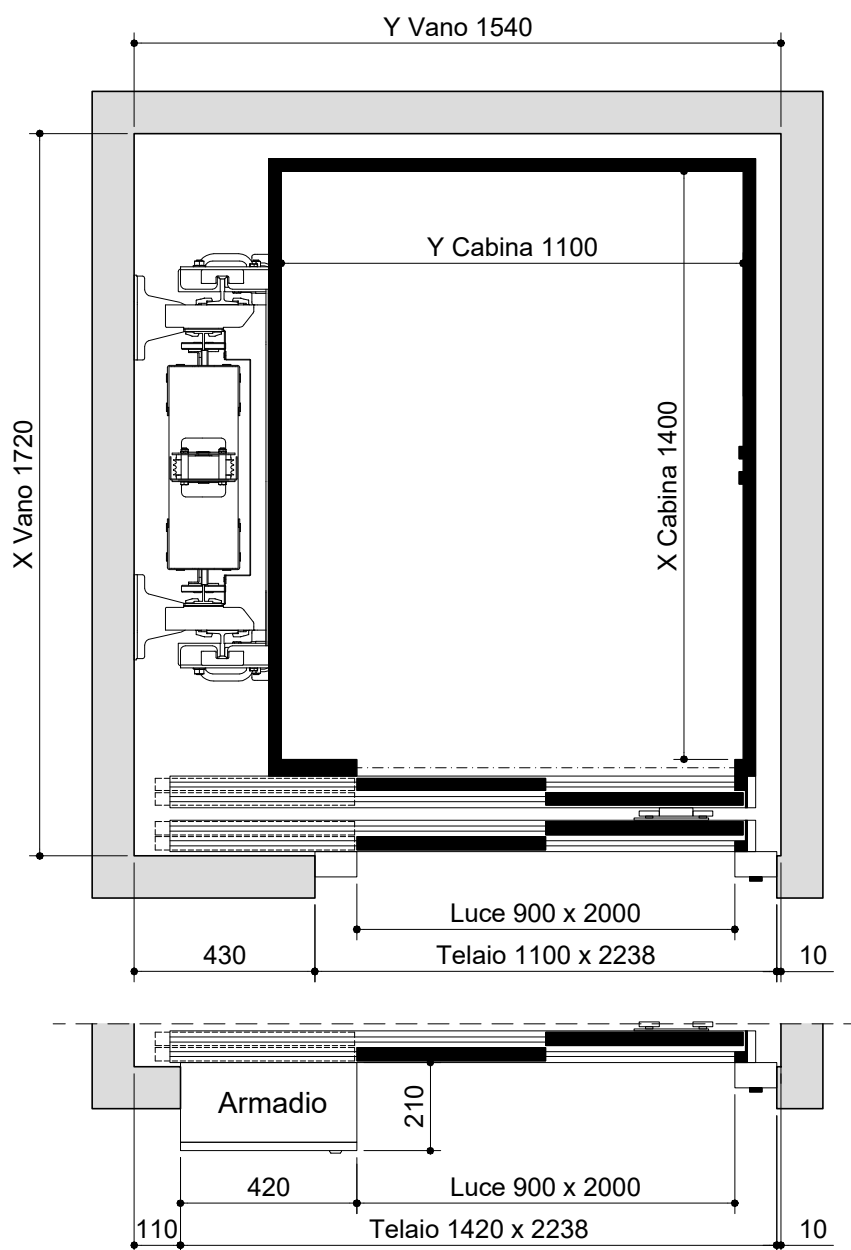 Y Vano 1540
Y Cabina 1100
X Vano 1720
X Cabina 1400
Luce 900 x 2000
430
Telaio 1100 x 2238
10
Armadio
210
420
Luce 900 x 2000
110
Telaio 1420 x 2238
10